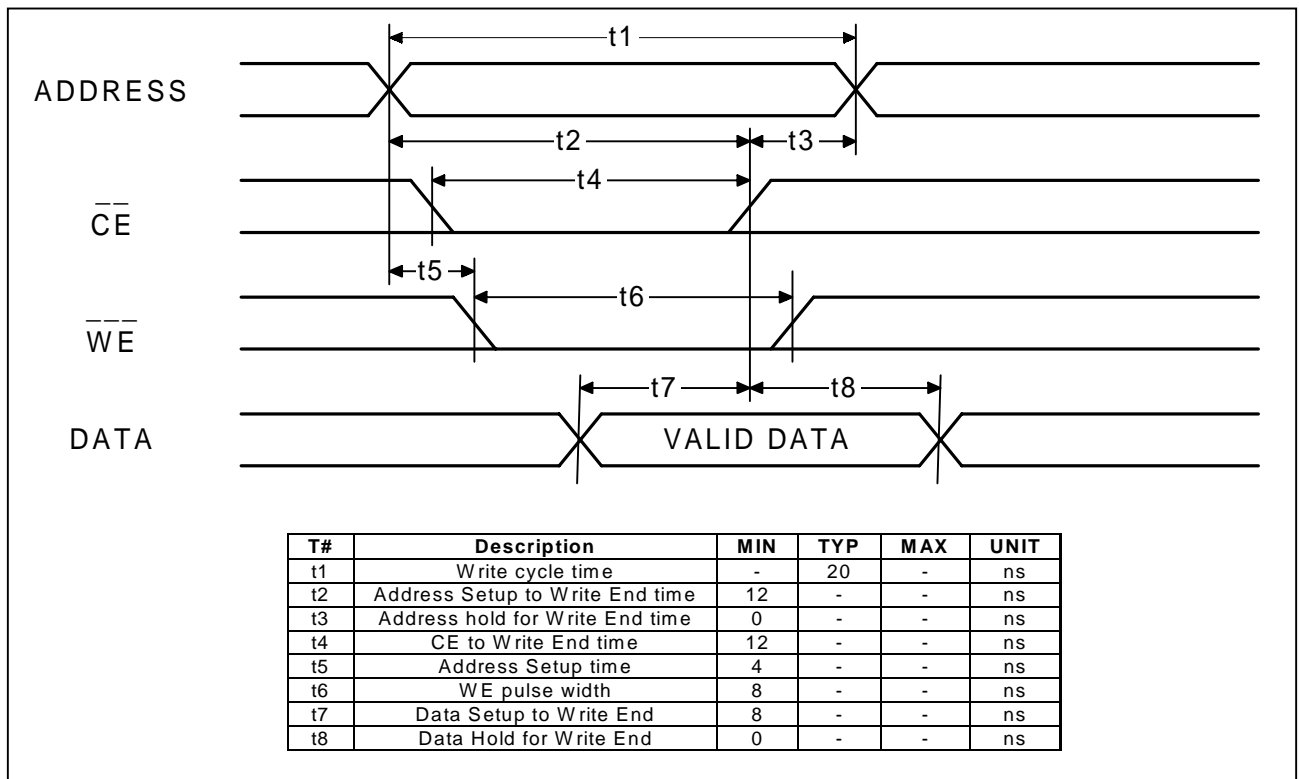 t1
ADDRESS
t2 t3
t4
CE
t5 t6
WE
t7 t8
DATA VALID DATA
T# Description MIN TYP MAX UNIT
t1 Write cycle time - 20 - ns
t2 Address Setup to Write End time 12 - - ns
t3 Address hold for Write End time 0 - - ns
t4 CE to Write End time 12 - - ns
t5 Address Setup time 4 - - ns
t6 WE pulse width 8 - - ns
t7 Data Setup to Write End 8 - - ns
t8 Data Hold for Write End 0 - - ns